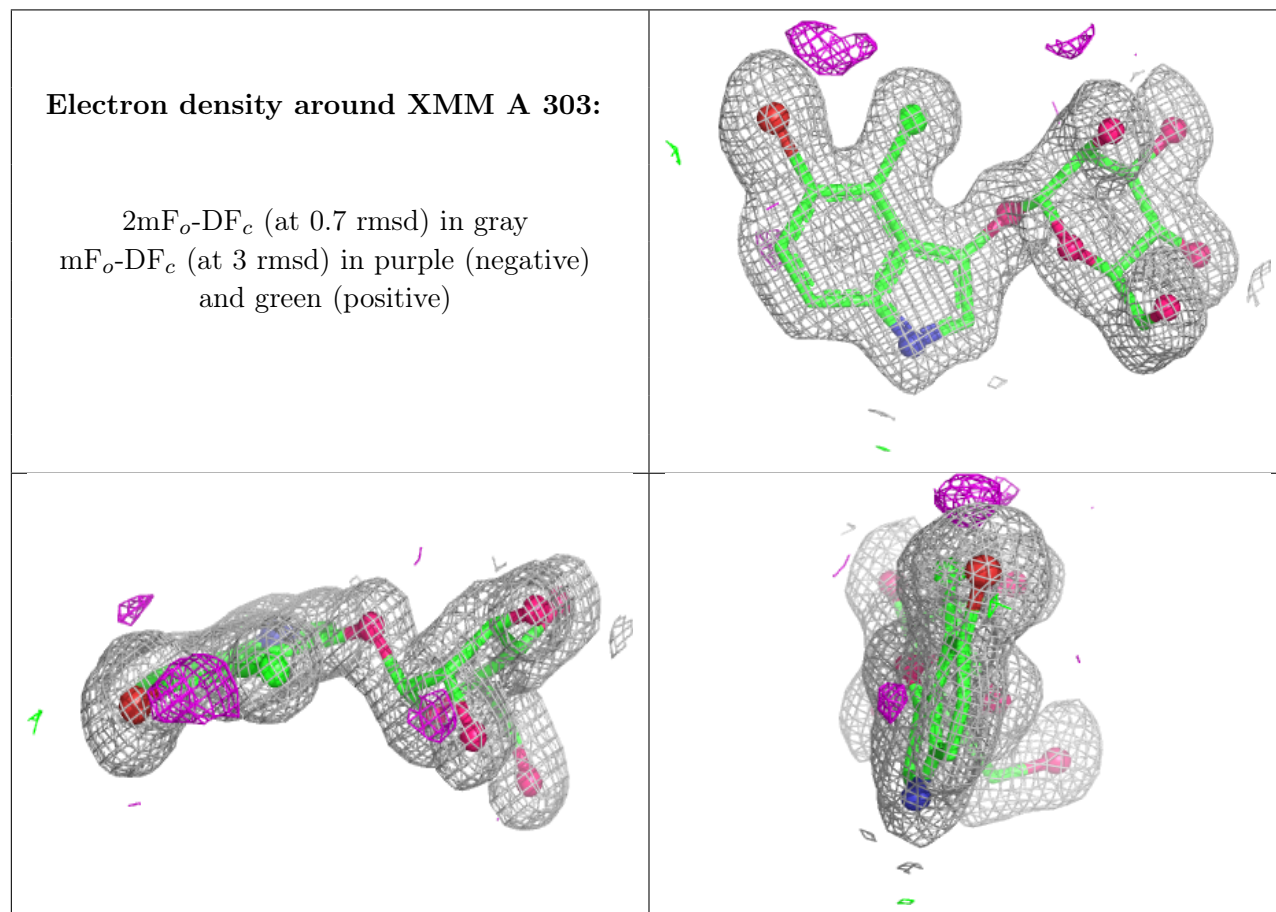 Electron density around XMM A 303:
2mFo-DFc (at 0.7 rmsd) in gray
mFo-DFc (at 3 rmsd) in purple (negative)
and green (positive)